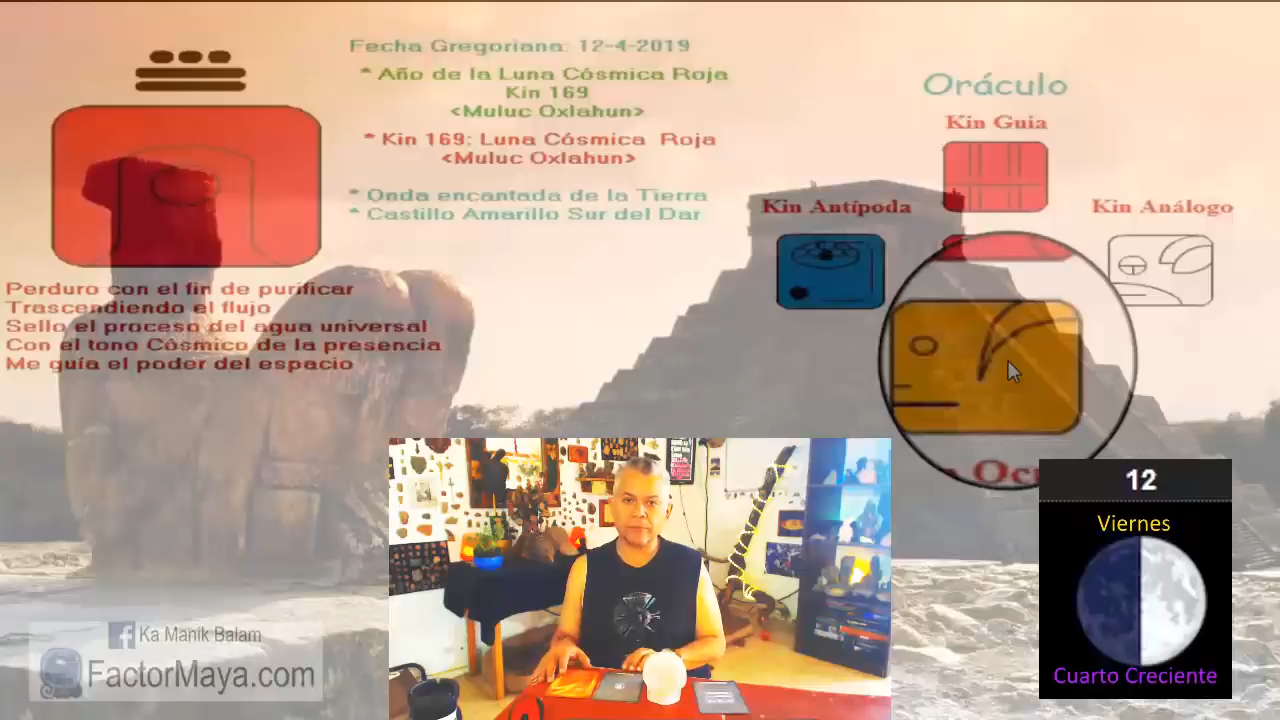 Fecha Gregoriana: 12-4-2019
* Año de la Luna Cósmica Roja
Kin 169
<Muluc Oxlahun>
* Kin 169: Luna Cósmica Roja
<Muluc Oxlahun>
* Onda encantada de la Tierra
* Castillo Amarillo Sur del Dar
Perduro con el fin de purificar
Trascendiendo el flujo
Sello el proceso del agua universal
Con el tono Cósmico de la presencia
Me guía el poder del espacio
Oráculo
Kin Guia
Kin Antípoda
Kin Análogo
12
Viernes
Cuarto Creciente
Ka Manik Balam
FactorMaya.com